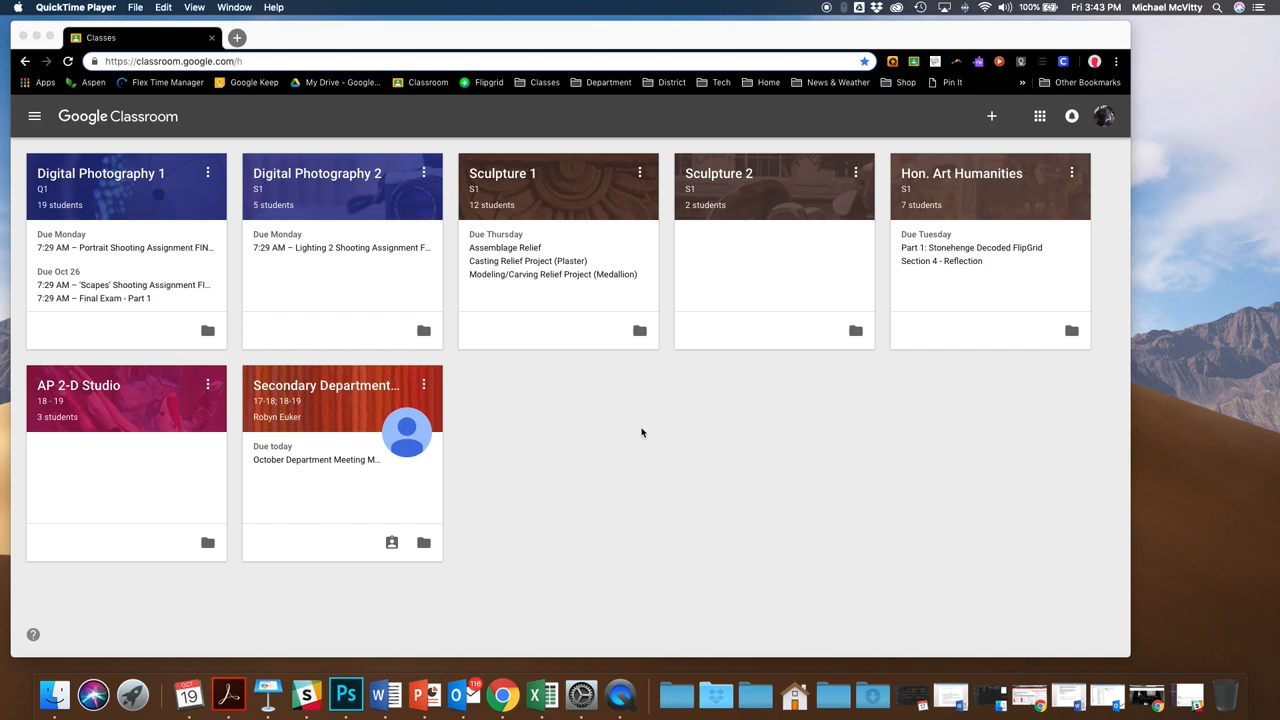 QuickTime Player File Edit View Window Help
100% Fri 3:43 PM Michael McVitty
Classes
https://classroom.google.com/h
Apps Aspen Flex Time Manager Google Keep My Drive - Google... Classroom Flipgrid Classes Department District Tech Home News & Weather Shop Pin It » Other Bookmarks
Google Classroom
Digital Photography 1
Q1
19 students
Due Monday
7:29 AM – Portrait Shooting Assignment FIN...
Due Oct 26
7:29 AM – 'Scapes' Shooting Assignment FI...
7:29 AM – Final Exam - Part 1
Digital Photography 2
S1
5 students
Due Monday
7:29 AM – Lighting 2 Shooting Assignment F...
Sculpture 1
S1
12 students
Due Thursday
Assemblage Relief
Casting Relief Project (Plaster)
Modeling/Carving Relief Project (Medallion)
Sculpture 2
S1
2 students
Hon. Art Humanities
S1
7 students
Due Tuesday
Part 1: Stonehenge Decoded FlipGrid
Section 4 - Reflection
AP 2-D Studio
18 - 19
3 students
Secondary Department...
17-18; 18-19
Robyn Euker
Due today
October Department Meeting M...
?
OCT
19
Ps
116